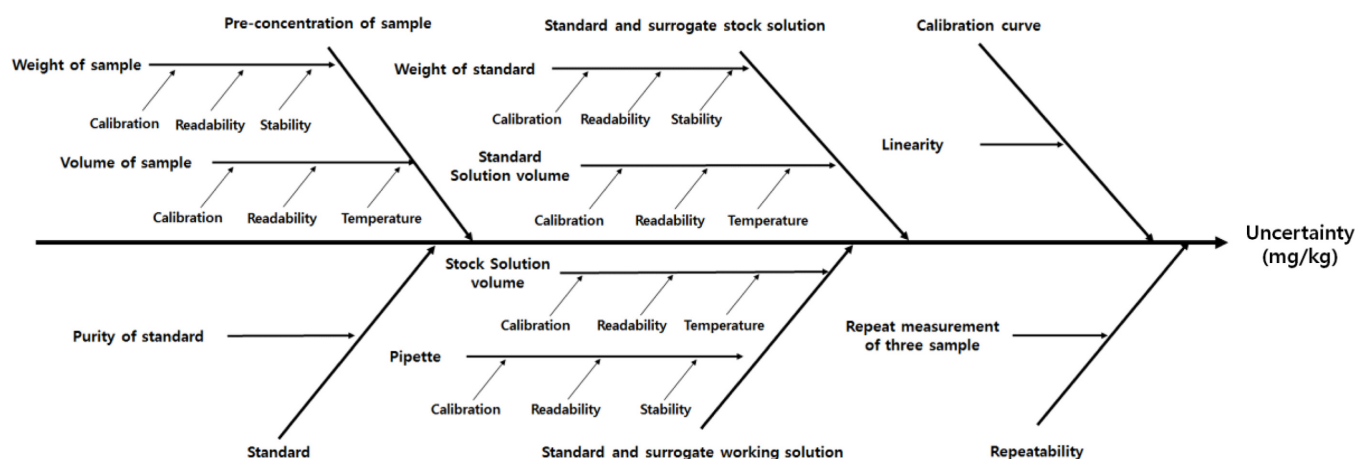 Pre-concentration of sample
Standard and surrogate stock solution
Calibration curve
Weight of sample
Calibration
Readability
Stability
Weight of standard
Calibration
Readability
Stability
Volume of sample
Calibration
Readability
Temperature
Standard
Solution volume
Calibration
Readability
Temperature
Linearity
Uncertainty
(mg/kg)
Stock Solution
volume
Calibration
Readability
Temperature
Purity of standard
Pipette
Calibration
Readability
Stability
Repeat measurement
of three sample
Standard
Standard and surrogate working solution
Repeatability